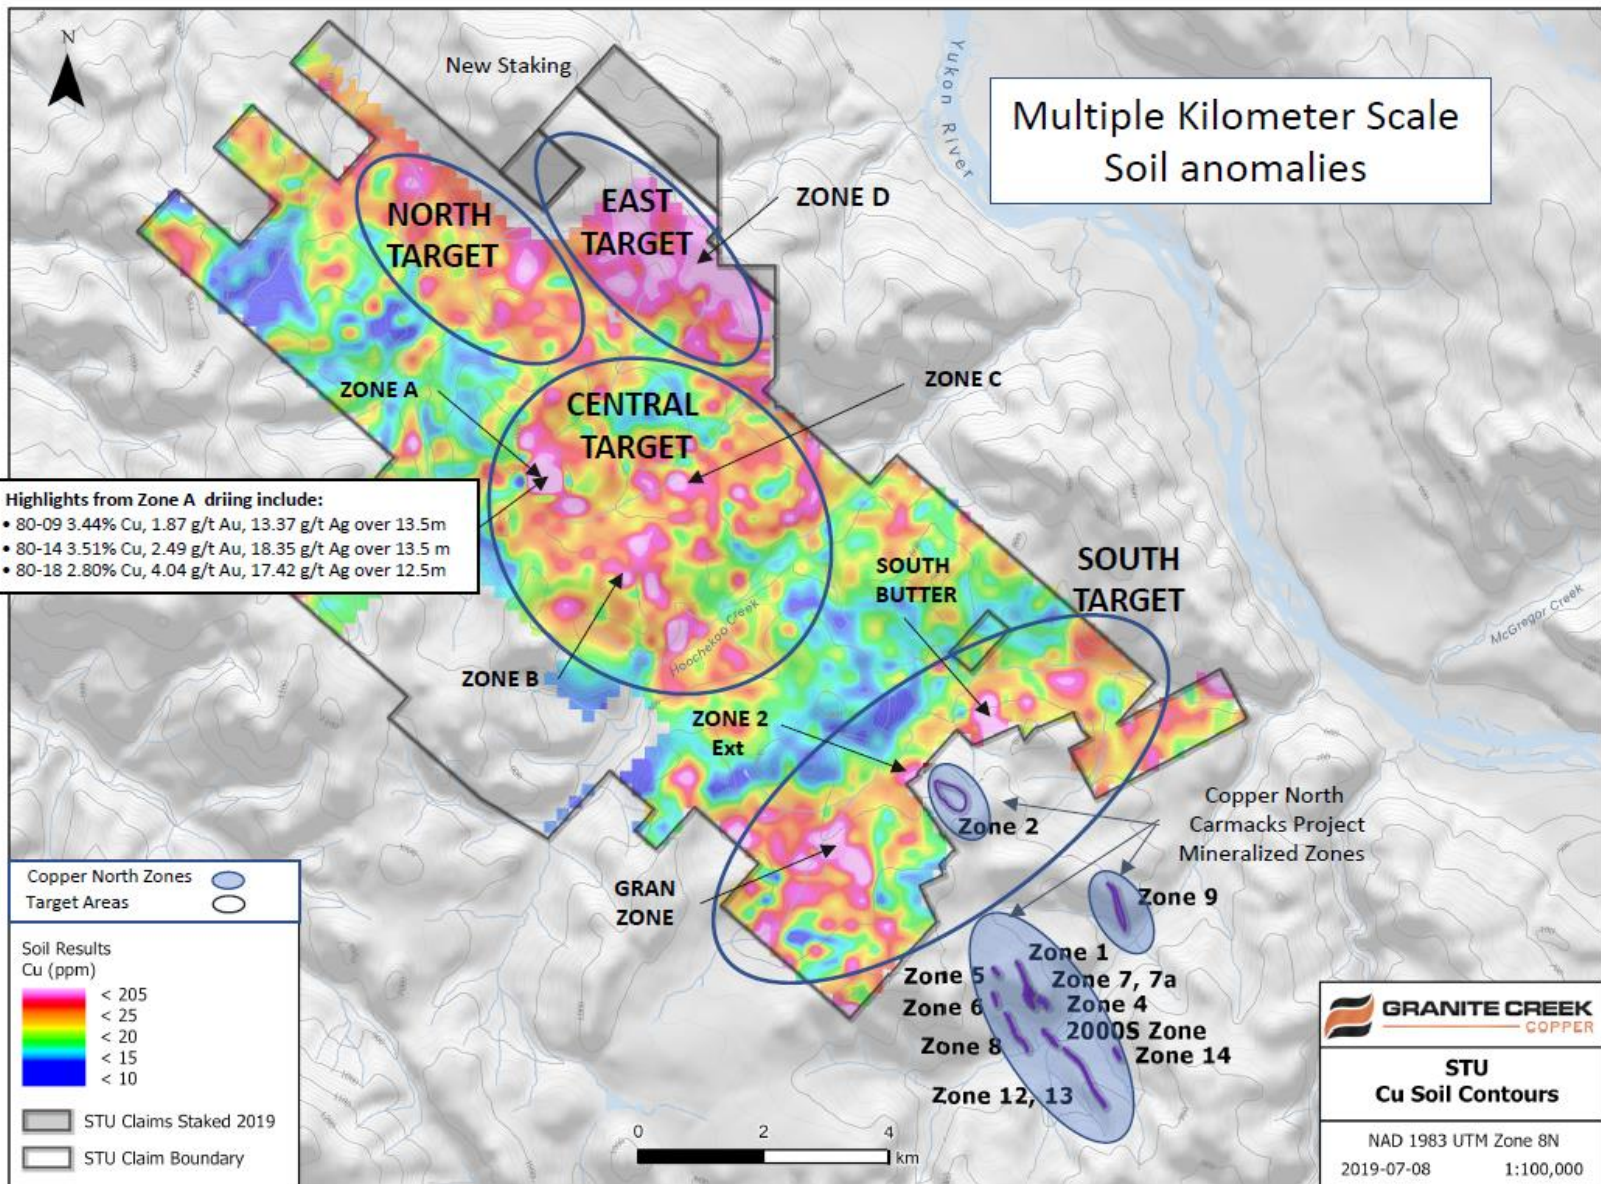 N
New Staking
Yukon River
Multiple Kilometer Scale
Soil anomalies
NORTH
TARGET
EAST
TARGET
ZONE D
ZONE A
CENTRAL
TARGET
ZONE C
Highlights from Zone A driing include:
• 80-09 3.44% Cu, 1.87 g/t Au, 13.37 g/t Ag over 13.5m
• 80-14 3.51% Cu, 2.49 g/t Au, 18.35 g/t Ag over 13.5 m
• 80-18 2.80% Cu, 4.04 g/t Au, 17.42 g/t Ag over 12.5m
SOUTH
BUTTER
SOUTH
TARGET
McGregor Creek
Hoochekoo Creek
ZONE B
ZONE 2
Ext
Zone 2
Copper North
Carmacks Project
Mineralized Zones
GRAN
ZONE
Zone 9
Zone 1
Zone 5
Zone 7, 7a
Zone 6
Zone 4
2000S Zone
Zone 8
Zone 14
Zone 12, 13
Copper North Zones
Target Areas
Soil Results
Cu (ppm)
< 205
< 25
< 20
< 15
< 10
STU Claims Staked 2019
STU Claim Boundary
0 2 4
km
GRANITE CREEK
COPPER
STU
Cu Soil Contours
NAD 1983 UTM Zone 8N
2019-07-08 1:100,000